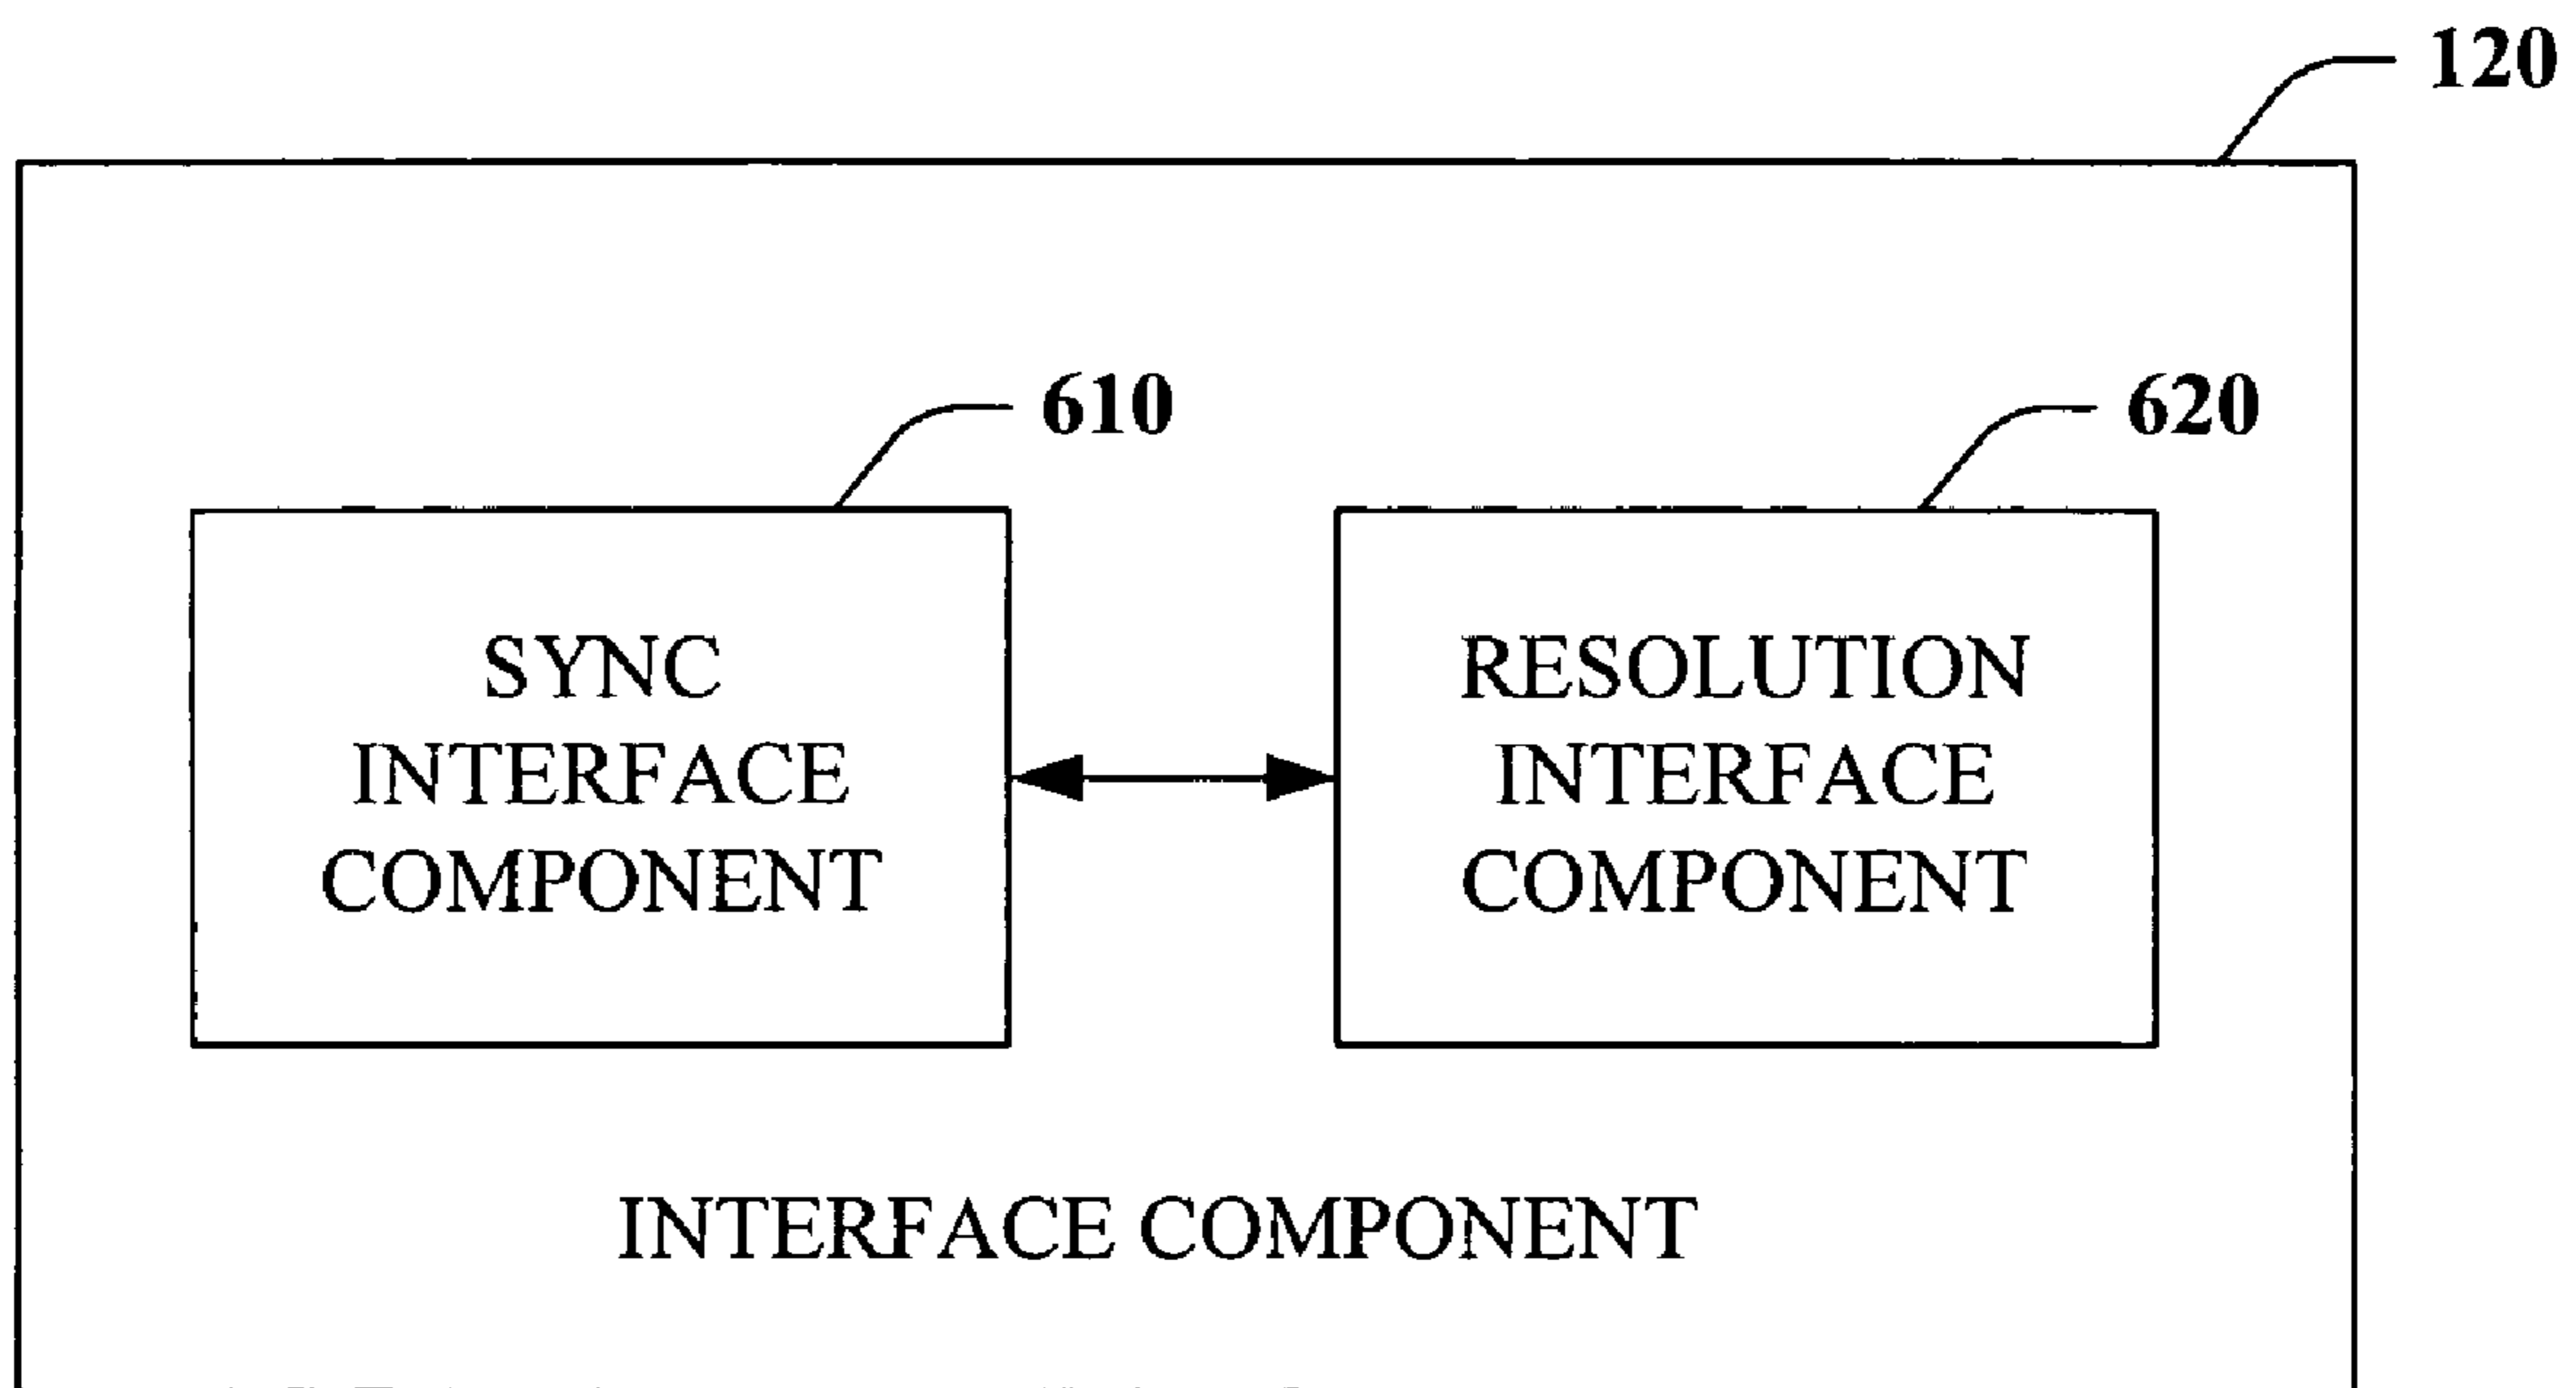 120
610
620
SYNC
INTERFACE
COMPONENT
RESOLUTION
INTERFACE
COMPONENT
INTERFACE COMPONENT